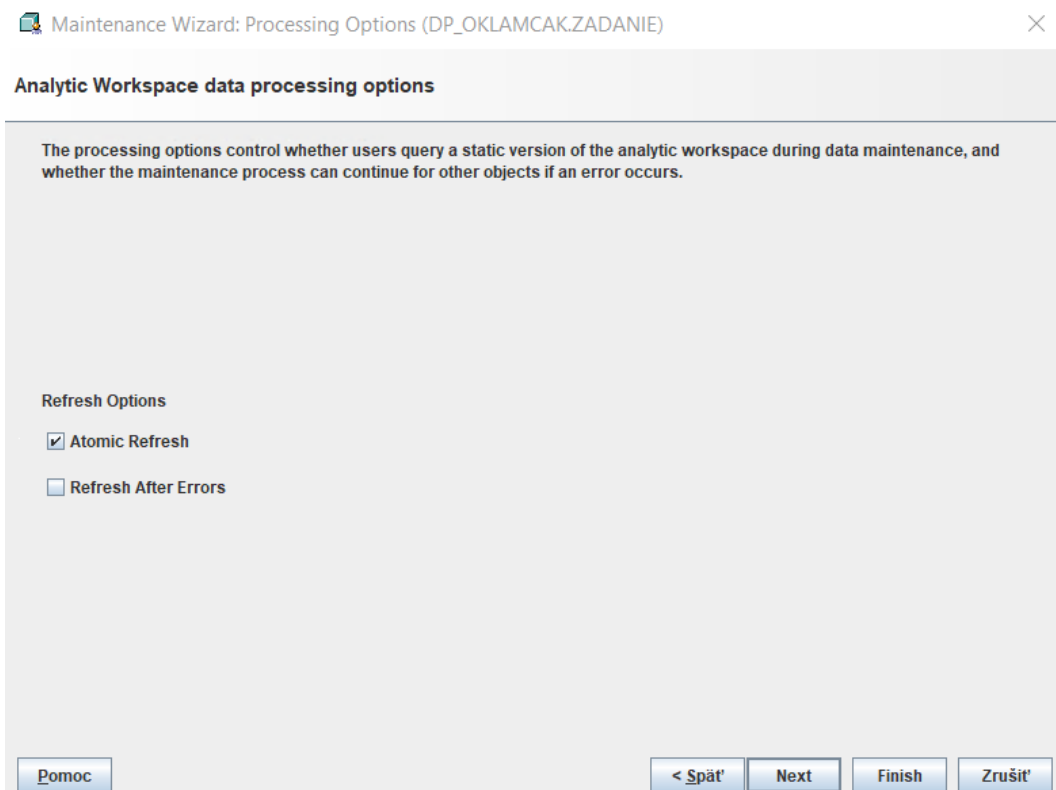 Maintenance Wizard: Processing Options (DP_OKLAMCAK.ZADANIE)
Analytic Workspace data processing options
The processing options control whether users query a static version of the analytic workspace during data maintenance, and
whether the maintenance process can continue for other objects if an error occurs.
Refresh Options
Atomic Refresh
Refresh After Errors
Pomoc
< Späť
Next
Finish
Zrušiť